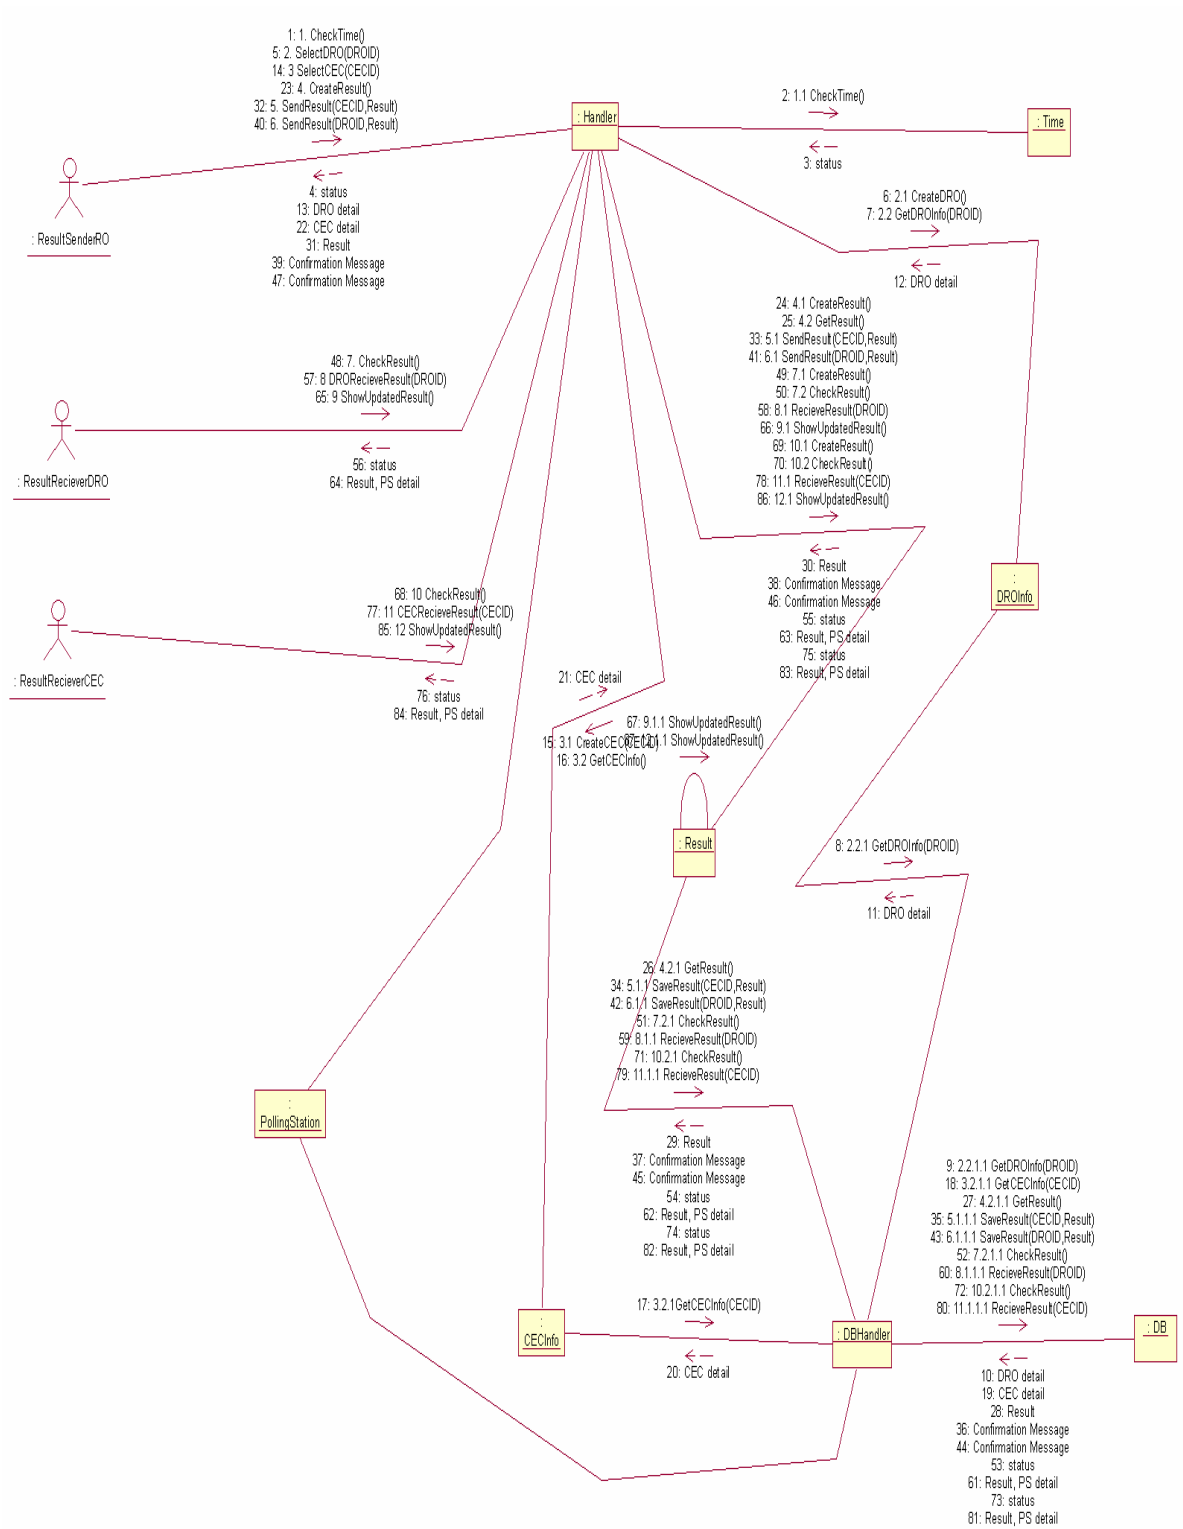 1: 1. CheckTime()
5: 2. SelectDRO(DROID)
14: 3 SelectCEC(CECID)
23: 4. CreateResult()
32: 5. SendResult(CECID,Result)
40: 6. SendResult(DROID,Result)
: Handler
2: 1.1 CheckTime()
: Time
3: status
4: status
13: DRO detail
22: CEC detail
31: Result
39: Confirmation Message
47: Confirmation Message
: ResultSenderRO
6: 2.1 CreateDRO()
7: 2.2 GetDROInfo(DROID)
12: DRO detail
24: 4.1 CreateResult()
25: 4.2 GetResult()
33: 5.1 SendResult(CECID,Result)
41: 6.1 SendResult(DROID,Result)
49: 7.1 CreateResult()
50: 7.2 CheckResult()
58: 8.1 RecieveResult(DROID)
66: 9.1 ShowUpdatedResult()
69: 10.1 CreateResult()
70: 10.2 CheckResult()
78: 11.1 RecieveResult(CECID)
86: 12.1 ShowUpdatedResult()
48: 7. CheckResult()
57: 8 DRORecieveResult(DROID)
65: 9 ShowUpdatedResult()
56: status
64: Result, PS detail
: ResultRecieverDRO
30: Result
38: Confirmation Message
46: Confirmation Message
55: status
63: Result, PS detail
75: status
83: Result, PS detail
:
DROInfo
68: 10 CheckResult()
77: 11 CECRecieveResult(CECID)
85: 12 ShowUpdatedResult()
76: status
84: Result, PS detail
: ResultRecieverCEC
21: CEC detail
15: 3.1 CreateCEC(CECID)
16: 3.2 GetCECInfo()
67: 9.1.1 ShowUpdatedResult()
87: 12.1.1 ShowUpdatedResult()
: Result
8: 2.2.1 GetDROInfo(DROID)
11: DRO detail
26: 4.2.1 GetResult()
34: 5.1.1 SaveResult(CECID,Result)
42: 6.1.1 SaveResult(DROID,Result)
51: 7.2.1 CheckResult()
59: 8.1.1 RecieveResult(DROID)
71: 10.2.1 CheckResult()
79: 11.1.1 RecieveResult(CECID)
29: Result
37: Confirmation Message
45: Confirmation Message
54: status
62: Result, PS detail
74: status
82: Result, PS detail
:
PollingStation
9: 2.2.1.1 GetDROInfo(DROID)
18: 3.2.1.1 GetCECInfo(CECID)
27: 4.2.1.1 GetResult()
35: 5.1.1.1 SaveResult(CECID,Result)
43: 6.1.1.1 SaveResult(DROID,Result)
52: 7.2.1.1 CheckResult()
60: 8.1.1.1 RecieveResult(DROID)
72: 10.2.1.1 CheckResult()
80: 11.1.1.1 RecieveResult(CECID)
17: 3.2.1GetCECInfo(CECID)
:
CECInfo
: DBHandler
: DB
20: CEC detail
10: DRO detail
19: CEC detail
28: Result
36: Confirmation Message
44: Confirmation Message
53: status
61: Result, PS detail
73: status
81: Result, PS detail